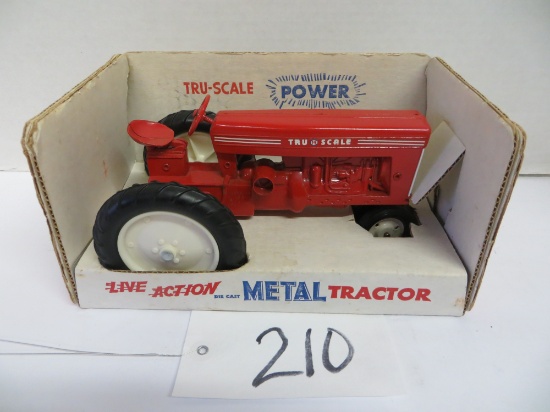 TRU-SCALE POWER
TRU SCALE
LIVE ACTION DIE CAST METAL TRACTOR
210